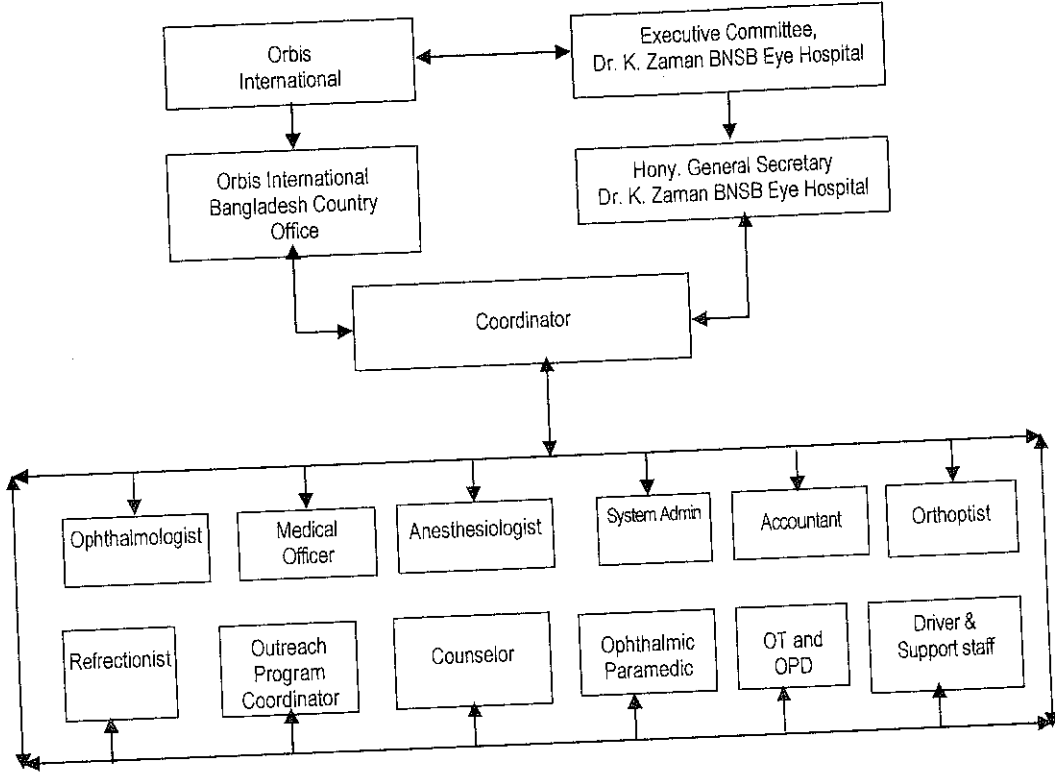 Orbis
International
Executive Committee,
Dr. K. Zaman BNSB Eye Hospital
Orbis International
Bangladesh Country
Office
Hony. General Secretary
Dr. K. Zaman BNSB Eye Hospital
Coordinator
Ophthalmologist
Medical
Officer
Anesthesiologist
System Admin
Accountant
Orthoptist
Refrectionist
Outreach
Program
Coordinator
Counselor
Ophthalmic
Paramedic
OT and
OPD
Driver &
Support staff